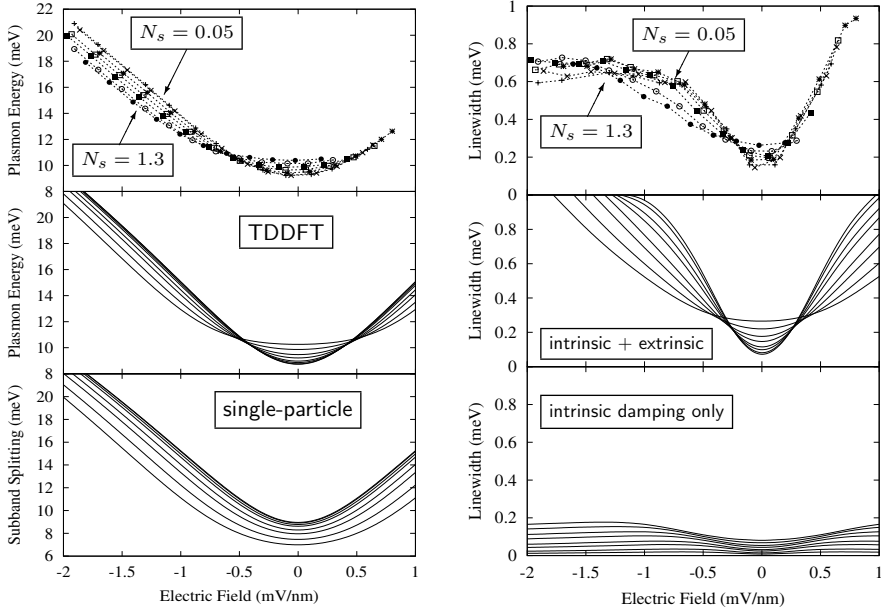 Plasmon Energy (meV)
22
20
18
16
14
12
10
8
N_s = 0.05
N_s = 1.3
Plasmon Energy (meV)
20
18
16
14
12
10
8
TDDFT
Subband Splitting (meV)
20
18
16
14
12
10
8
6
single-particle
-2 -1.5 -1 -0.5 0 0.5 1
Electric Field (mV/nm)
Linewidth (meV)
1
0.8
0.6
0.4
0.2
0
N_s = 0.05
N_s = 1.3
Linewidth (meV)
0.8
0.6
0.4
0.2
0
intrinsic + extrinsic
Linewidth (meV)
0.8
0.6
0.4
0.2
0
intrinsic damping only
-2 -1.5 -1 -0.5 0 0.5 1
Electric Field (mV/nm)